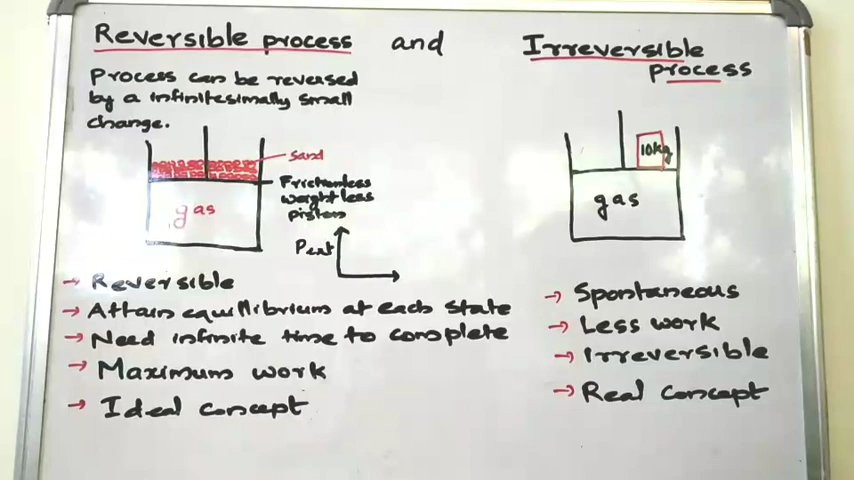 Reversible process and
Irreversible
process
Process can be reversed
by a infinitesimally small
change.
Sand
Frictionless
weightless
piston
gas
Pext
→ Reversible
→ Attain equilibrium at each state
→ Need infinite time to complete
→ Maximum work
→ Ideal concept
10kg
gas
→ Spontaneous
→ Less work
→ Irreversible
→ Real concept